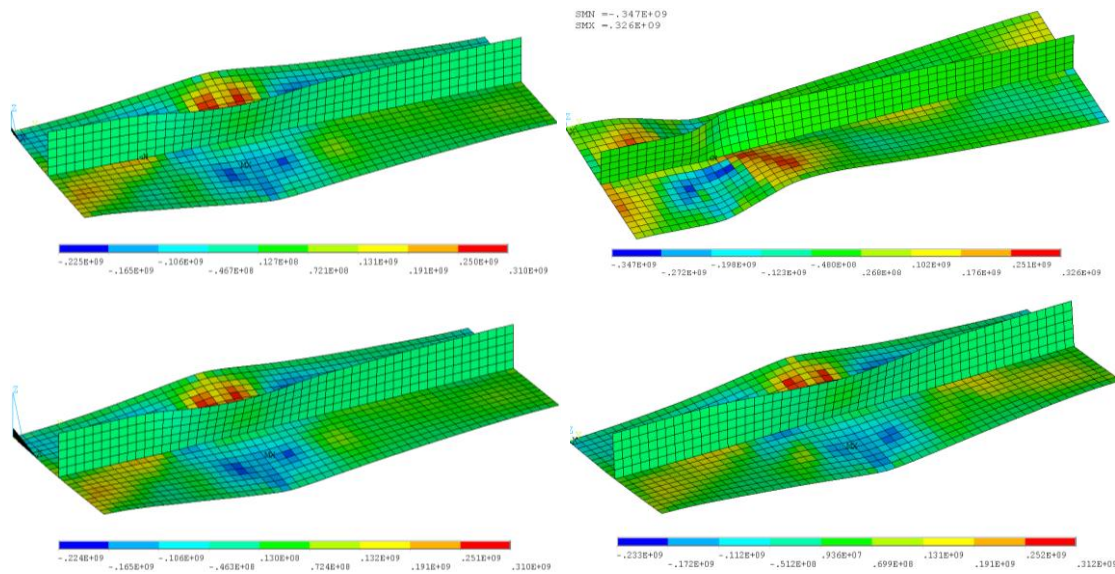 SMN =-.347E+09
SMX =.326E+09
MX
-.225E+09 -.106E+09 .127E+08 .131E+09 .250E+09
-.165E+09 -.467E+08 .721E+08 .191E+09 .310E+09
-.347E+09 -.198E+09 -.480E+08 .102E+09 .251E+09
-.272E+09 -.123E+09 .268E+08 .176E+09 .326E+09
MX
MX
-.224E+09 -.106E+09 .130E+08 .132E+09 .251E+09
-.165E+09 -.463E+08 .724E+08 .191E+09 .310E+09
-.233E+09 -.112E+09 .936E+07 .131E+09 .252E+09
-.172E+09 -.512E+08 .699E+08 .191E+09 .312E+09